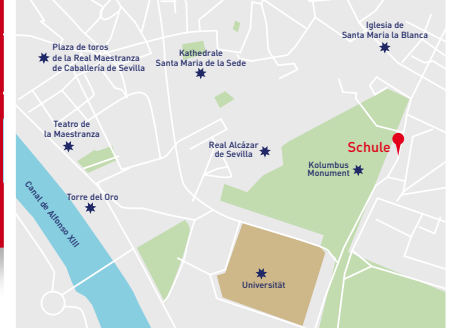 Iglesia de
Santa Maria la Blanca
Plaza de toros
de la Real Maestranza
de Caballería de Sevilla
Kathedrale
Santa Maria de la Sede
Teatro de
la Maestranza
Real Alcázar
de Sevilla
Schule
Kolumbus
Monument
Torre del Oro
Canal de Alfonso XIII
Universität